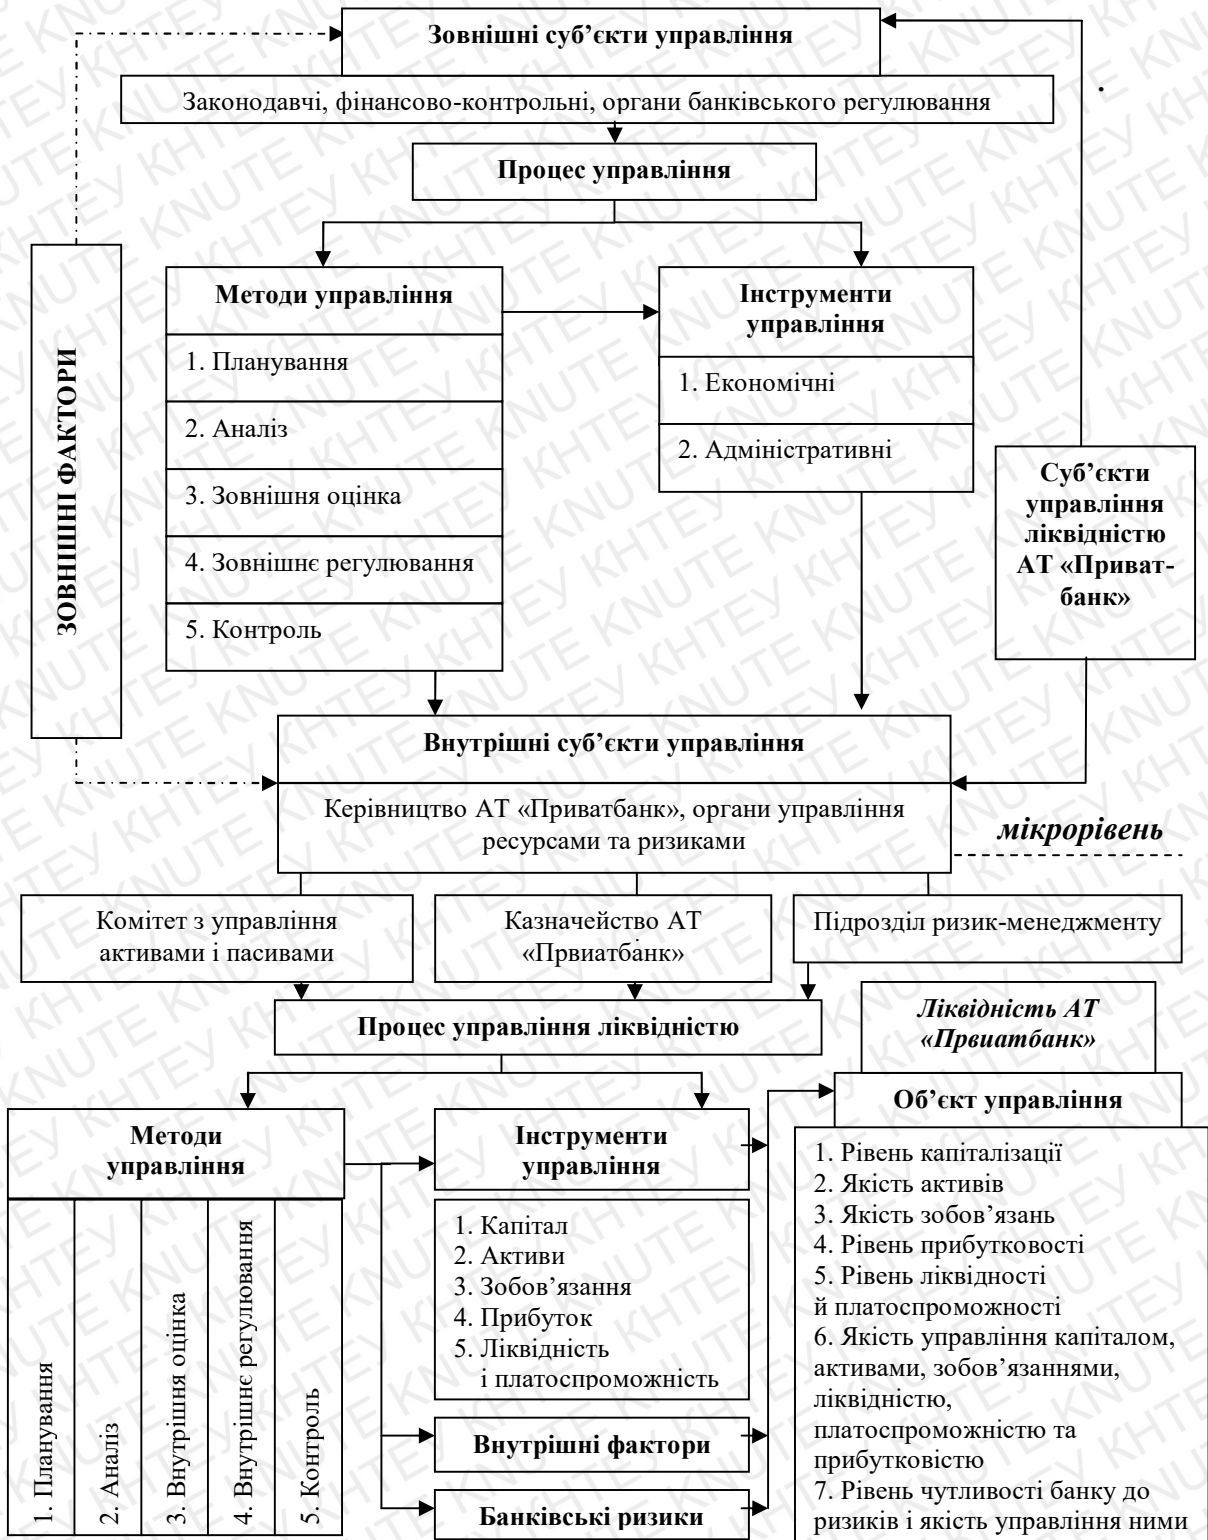 Зовнішні суб’єкти управління
Законодавчі, фінансово-контрольні, органи банківського регулювання
.
Процес управління
ЗОВНІШНІ ФАКТОРИ
Методи управління
1. Планування
2. Аналіз
3. Зовнішня оцінка
4. Зовнішнє регулювання
5. Контроль
Інструменти
управління
1. Економічні
2. Адміністративні
Суб’єкти
управління
ліквідністю
АТ «Приват-
банк»
Внутрішні суб’єкти управління
Керівництво АТ «Приватбанк», органи управління
ресурсами та ризиками
мікрорівень
Комітет з управління
активами і пасивами
Казначейство АТ
«Првиатбанк»
Підрозділ ризик-менеджменту
Процес управління ліквідністю
Ліквідність АТ
«Првиатбанк»
Об’єкт управління
Методи
управління
1. Планування
2. Аналіз
3. Внутрішня оцінка
4. Внутрішнє регулювання
5. Контроль
Інструменти
управління
1. Капітал
2. Активи
3. Зобов’язання
4. Прибуток
5. Ліквідність
і платоспроможність
Внутрішні фактори
Банківські ризики
1. Рівень капіталізації
2. Якість активів
3. Якість зобов’язань
4. Рівень прибутковості
5. Рівень ліквідності
й платоспроможності
6. Якість управління капіталом,
активами, зобов’язаннями,
ліквідністю,
платоспроможністю та
прибутковістю
7. Рівень чутливості банку до
ризиків і якість управління ними